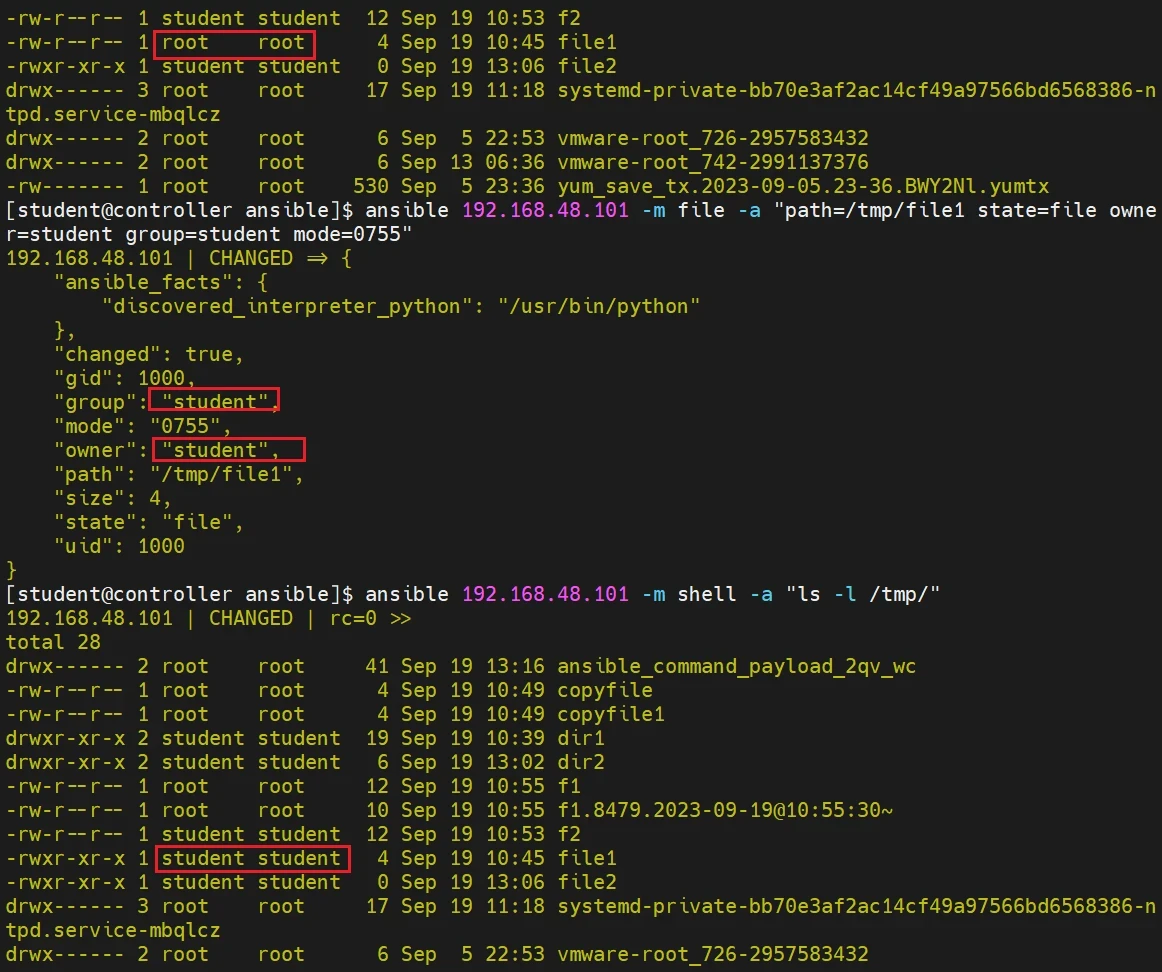 -rw-r--r-- 1 student student  12 Sep 19 10:53 f2
-rw-r--r-- 1 root    root      4 Sep 19 10:45 file1
-rwxr-xr-x 1 student student   0 Sep 19 13:06 file2
drwx------ 3 root    root     17 Sep 19 11:18 systemd-private-bb70e3af2ac14cf49a97566bd6568386-n
tpd.service-mbqlcz
drwx------ 2 root    root      6 Sep  5 22:53 vmware-root_726-2957583432
drwx------ 2 root    root      6 Sep 13 06:36 vmware-root_742-2991137376
-rw------- 1 root    root    530 Sep  5 23:36 yum_save_tx.2023-09-05.23-36.BWY2Nl.yumtx
[student@controller ansible]$ ansible 192.168.48.101 -m file -a "path=/tmp/file1 state=file owne
r=student group=student mode=0755"
192.168.48.101 | CHANGED => {
    "ansible_facts": {
        "discovered_interpreter_python": "/usr/bin/python"
    },
    "changed": true,
    "gid": 1000,
    "group": "student",
    "mode": "0755",
    "owner": "student",
    "path": "/tmp/file1",
    "size": 4,
    "state": "file",
    "uid": 1000
}
[student@controller ansible]$ ansible 192.168.48.101 -m shell -a "ls -l /tmp/"
192.168.48.101 | CHANGED | rc=0 >>
total 28
drwx------ 2 root    root     41 Sep 19 13:16 ansible_command_payload_2qv_wc
-rw-r--r-- 1 root    root      4 Sep 19 10:49 copyfile
-rw-r--r-- 1 root    root      4 Sep 19 10:49 copyfile1
drwxr-xr-x 2 student student  19 Sep 19 10:39 dir1
drwxr-xr-x 2 student student   6 Sep 19 13:02 dir2
-rw-r--r-- 1 root    root     12 Sep 19 10:55 f1
-rw-r--r-- 1 root    root     10 Sep 19 10:55 f1.8479.2023-09-19@10:55:30~
-rw-r--r-- 1 student student  12 Sep 19 10:53 f2
-rwxr-xr-x 1 student student   4 Sep 19 10:45 file1
-rwxr-xr-x 1 student student   0 Sep 19 13:06 file2
drwx------ 3 root    root     17 Sep 19 11:18 systemd-private-bb70e3af2ac14cf49a97566bd6568386-n
tpd.service-mbqlcz
drwx------ 2 root    root      6 Sep  5 22:53 vmware-root_726-2957583432